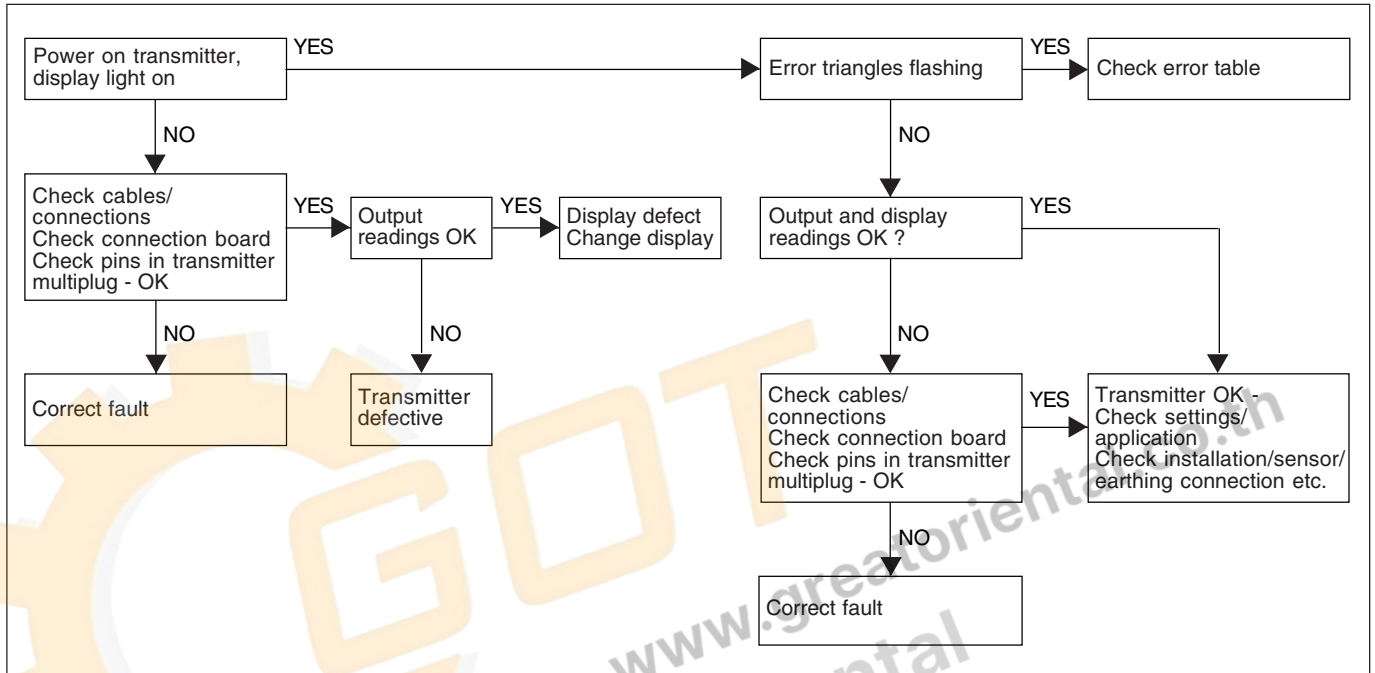 Power on transmitter,
display light on
YES
Error triangles flashing
YES
Check error table
NO
NO
Check cables/
connections
Check connection board
Check pins in transmitter
multiplug - OK
YES
Output
readings OK
YES
Display defect
Change display
Output and display
readings OK ?
YES
NO
NO
NO
Correct fault
Transmitter
defective
Check cables/
connections
Check connection board
Check pins in transmitter
multiplug - OK
YES
Transmitter OK -
Check settings/
application
Check installation/sensor/
earthing connection etc.
NO
Correct fault
GOT
www.greatoriental.co.th